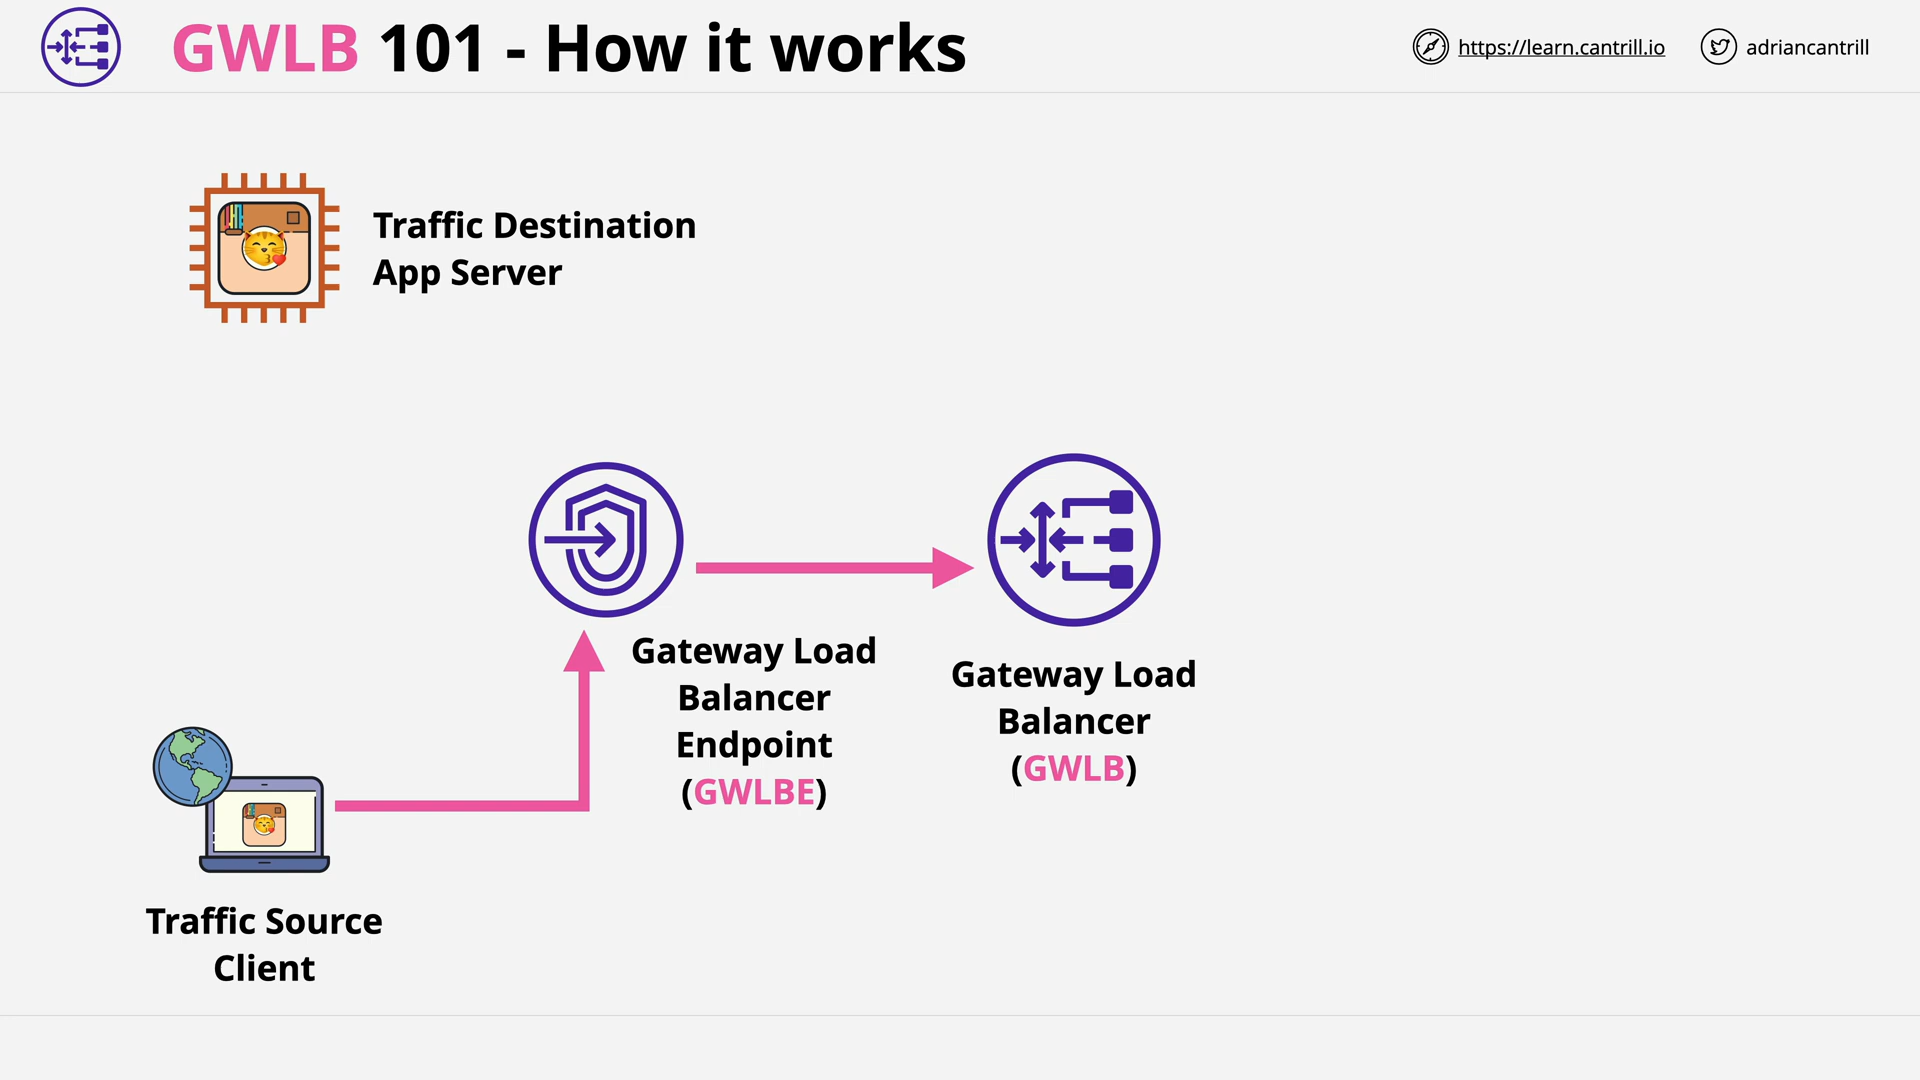 GWLB 101 - How it works
https://learn.cantrill.io
adriancantrill
Traffic Destination
App Server
Gateway Load
Balancer
Endpoint
(GWLBE)
Gateway Load
Balancer
(GWLB)
Traffic Source
Client